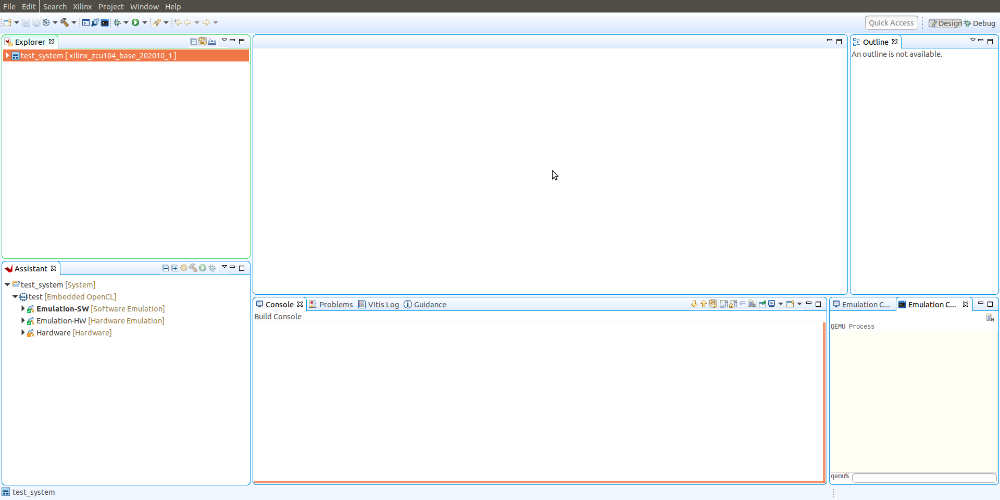 File Edit Search Xilinx Project Window Help
Quick Access Design Debug
Explorer
test_system [ xilinx_zcu104_base_202010_1 ]
Outline
An outline is not available.
Assistant
test_system [System]
test [Embedded OpenCL]
Emulation-SW [Software Emulation]
Emulation-HW [Hardware Emulation]
Hardware [Hardware]
Console Problems Vitis Log Guidance
Build Console
Emulation C... Emulation C...
QEMU Process
qemu%
test_system